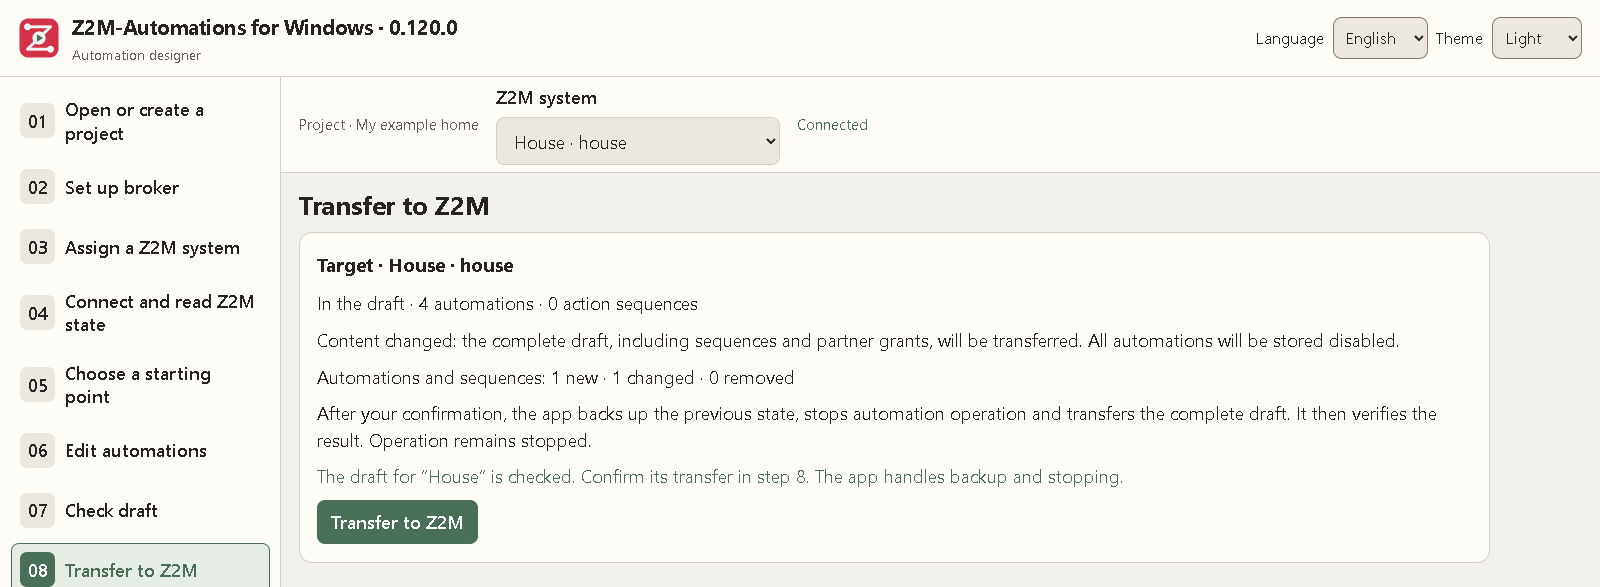 Z2M-Automations for Windows · 0.120.0
Automation designer
Language English Theme Light
01 Open or create a
project
02 Set up broker
03 Assign a Z2M system
04 Connect and read Z2M
state
05 Choose a starting
point
06 Edit automations
07 Check draft
08 Transfer to Z2M
Z2M system
Project · My example home House · house Connected
Transfer to Z2M
Target · House · house
In the draft · 4 automations · 0 action sequences
Content changed: the complete draft, including sequences and partner grants, will be transferred. All automations will be stored disabled.
Automations and sequences: 1 new · 1 changed · 0 removed
After your confirmation, the app backs up the previous state, stops automation operation and transfers the complete draft. It then verifies the
result. Operation remains stopped.
The draft for “House” is checked. Confirm its transfer in step 8. The app handles backup and stopping.
Transfer to Z2M